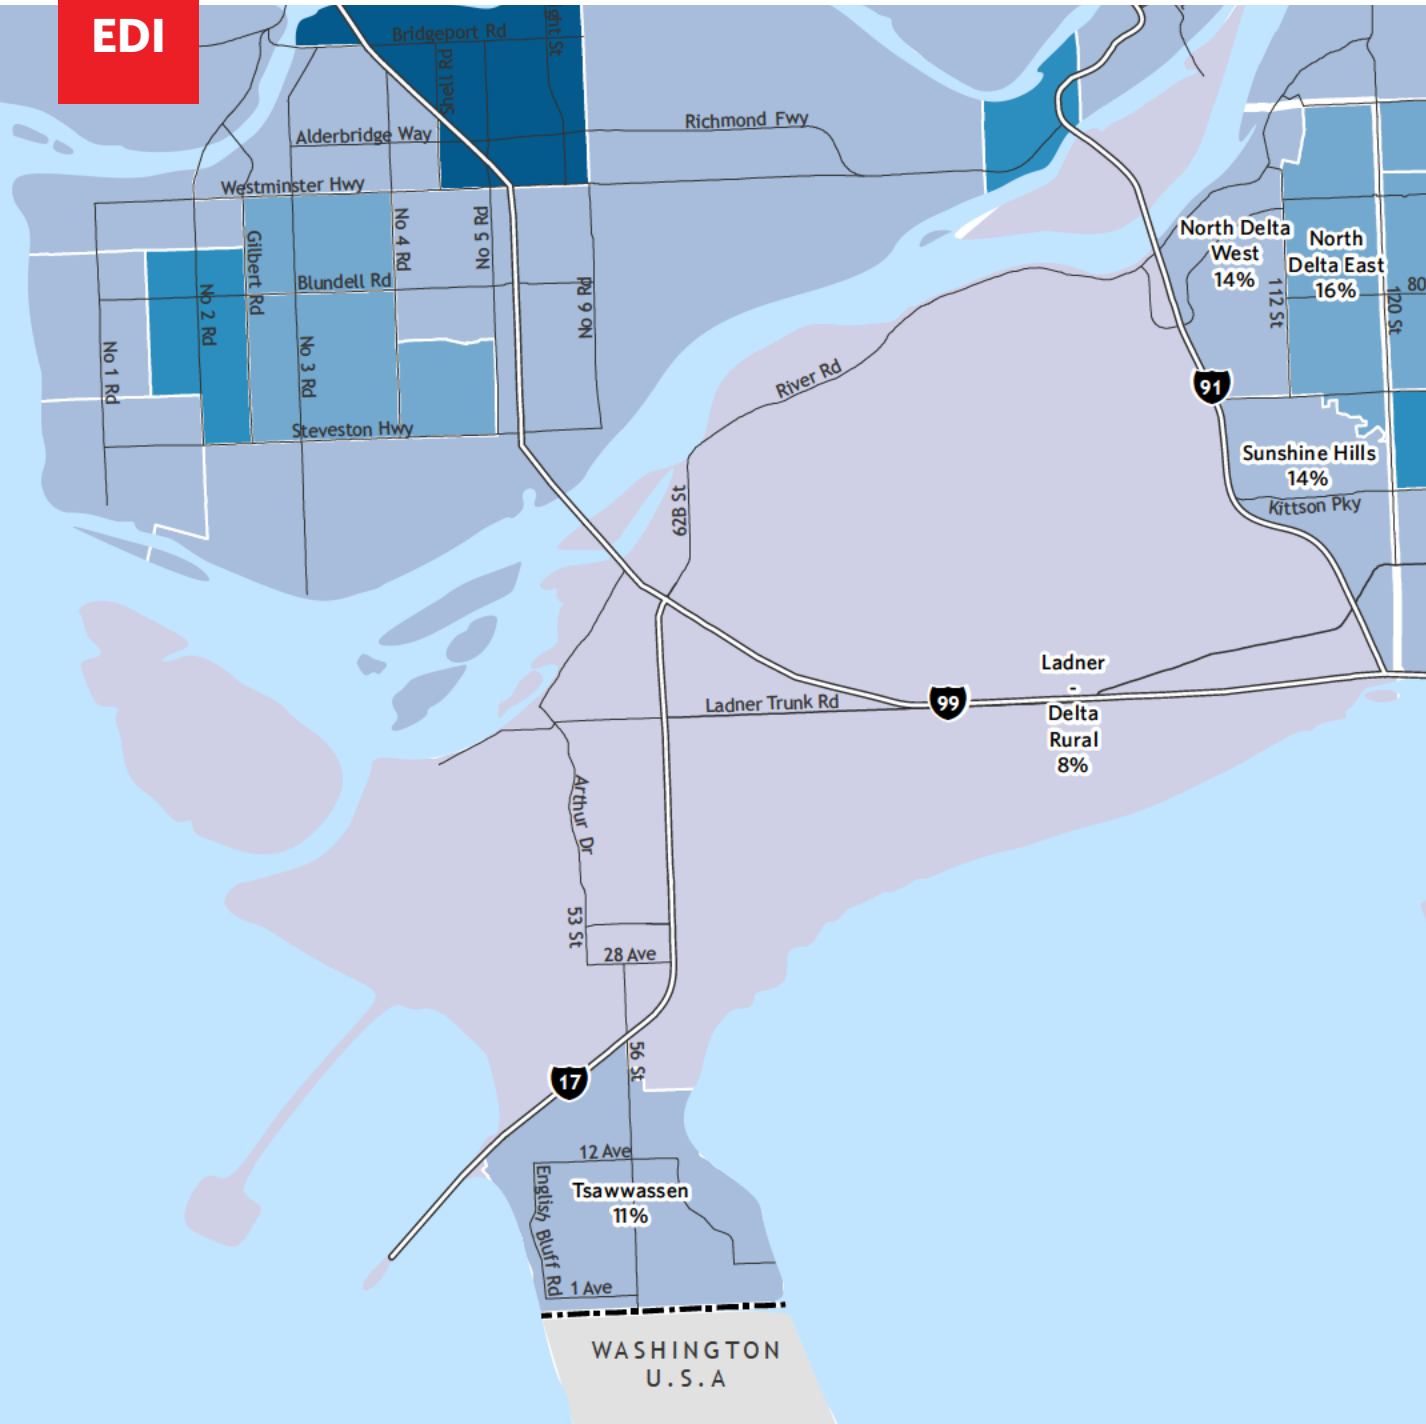 EDI
Bridgeport Rd
ght St
Shell Rd
Alderbridge Way
Richmond Fwy
Westminster Hwy
No 4 Rd
No 5 Rd
Gilbert Rd
Blundell Rd
No 2 Rd
No 6 Rd
No 1 Rd
No 3 Rd
Steveston Hwy
North Delta
West
14%
North
Delta East
16%
112 St
120 St
80
River Rd
91
Sunshine Hills
14%
Kittson Pky
62B St
Ladner
-
Delta
Rural
8%
Ladner Trunk Rd
99
Arthur Dr
53 St
28 Ave
56 St
17
12 Ave
English Bluff Rd
Tsawwassen
11%
1 Ave
WASHINGTON
U.S.A